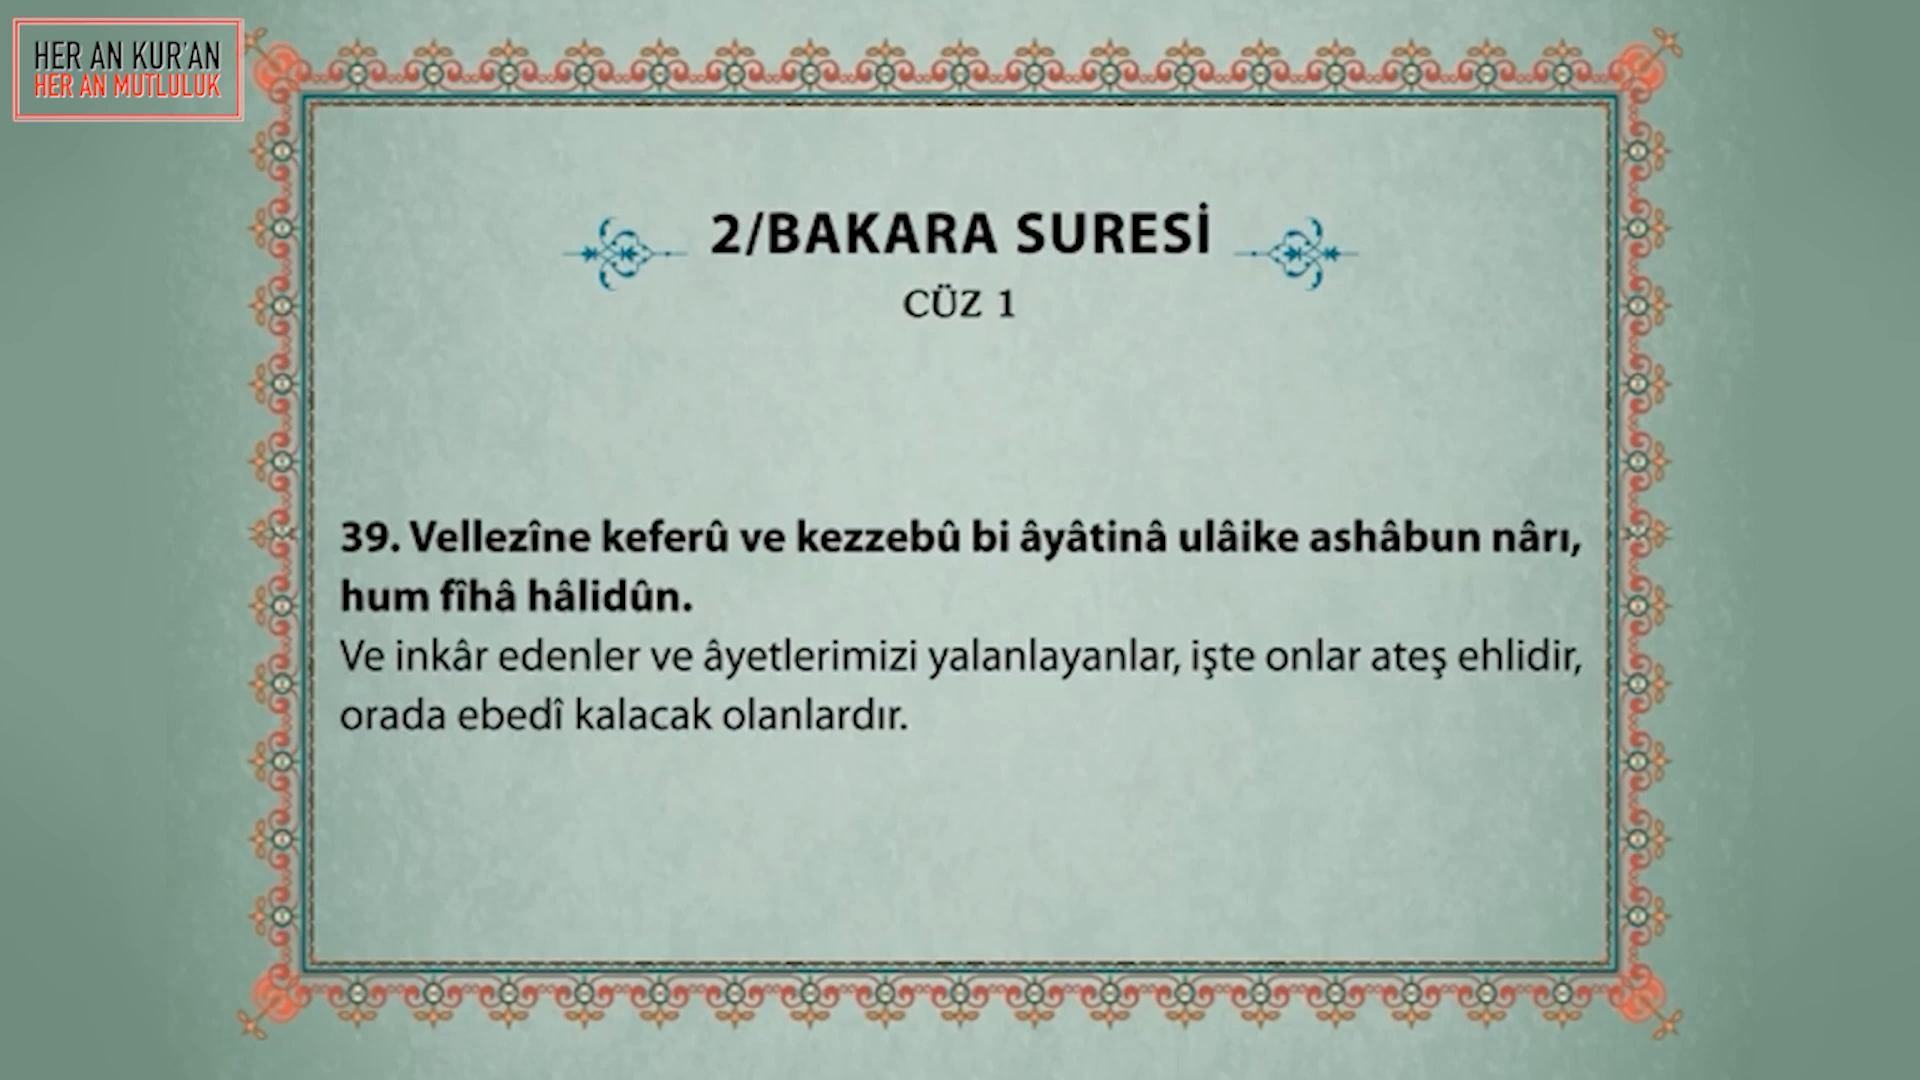 HER AN KUR'AN
HER AN MUTLULUK
2/BAKARA SURESİ
CÜZ 1
39. Vellezîne keferû ve kezzebû bi âyâtinâ ulâike ashâbun nârı,
hum fîhâ hâlidûn.
Ve inkâr edenler ve âyetlerimizi yalanlayanlar, işte onlar ateş ehlidir,
orada ebedî kalacak olanlardır.